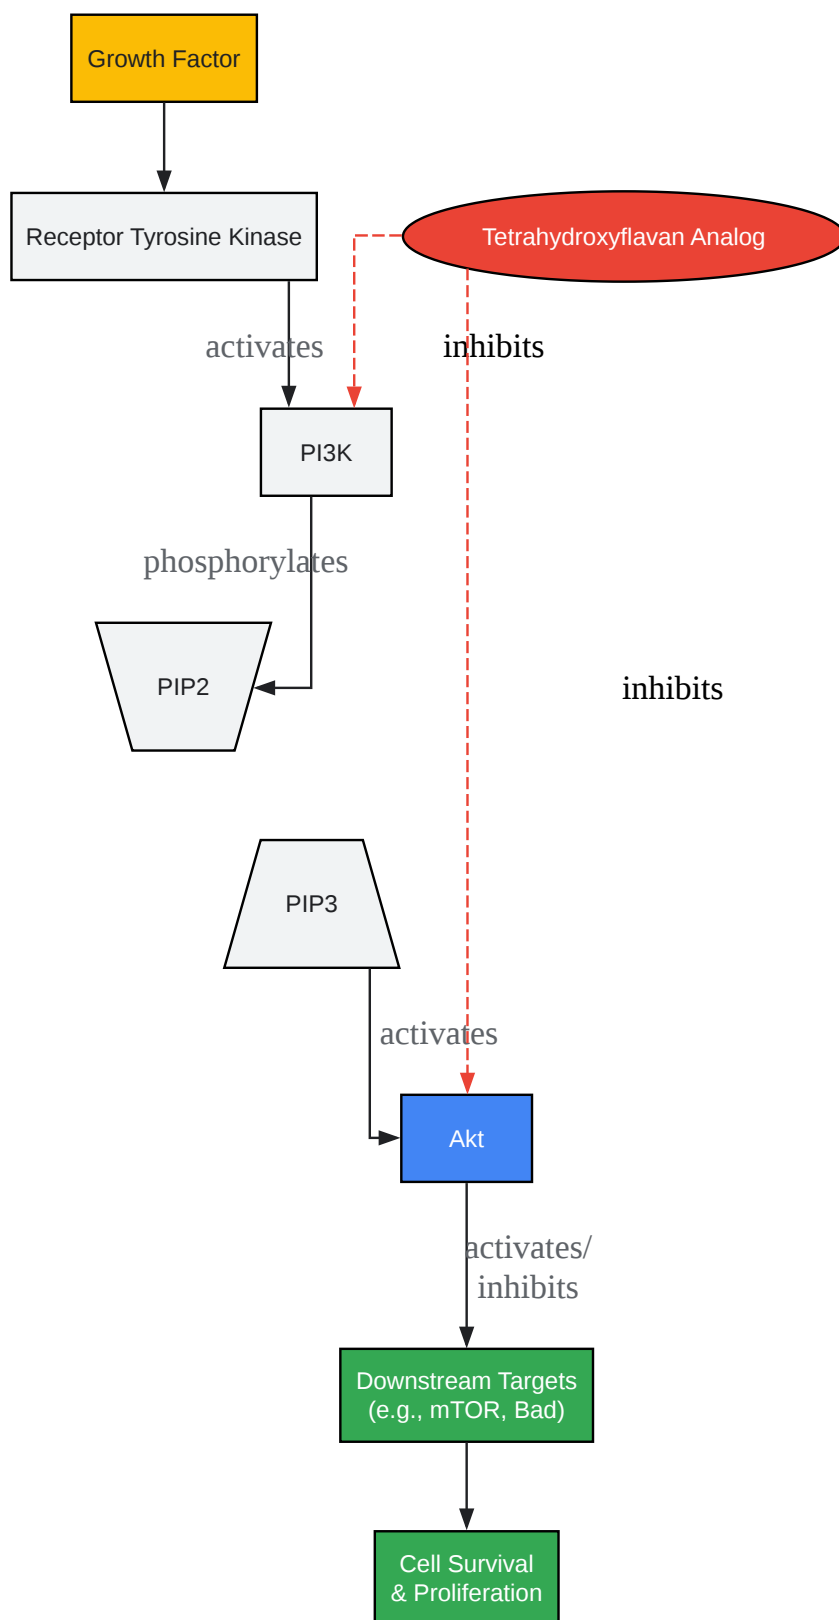 Growth Factor
Receptor Tyrosine Kinase
Tetrahydroxyflavan Analog
activates
inhibits
PI3K
phosphorylates
PIP2
inhibits
PIP3
activates
Akt
activates/
inhibits
Downstream Targets
(e.g., mTOR, Bad)
Cell Survival
& Proliferation